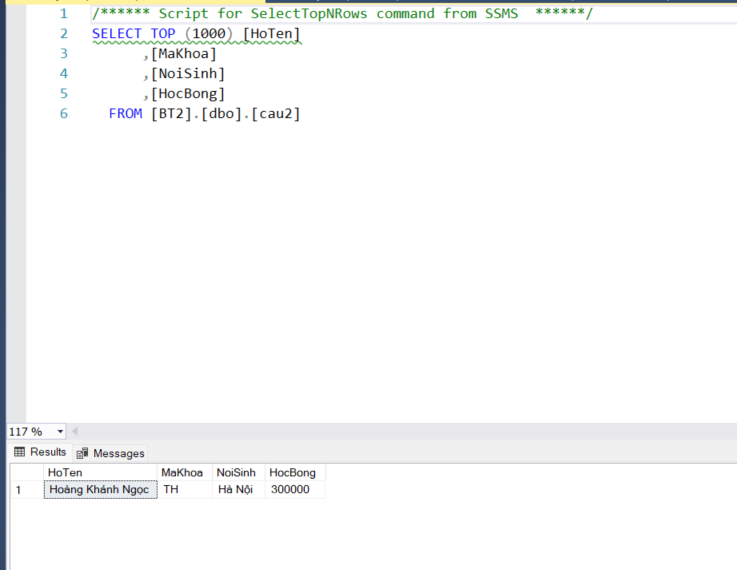 1 /****** Script for SelectTopNRows command from SSMS  ******/
2 SELECT TOP (1000) [HoTen]
3       ,[MaKhoa]
4       ,[NoiSinh]
5       ,[HocBong]
6   FROM [BT2].[dbo].[cau2]
117 %
Results Messages
HoTen MaKhoa NoiSinh HocBong
1 Hoàng Khánh Ngọc TH Hà Nội 300000